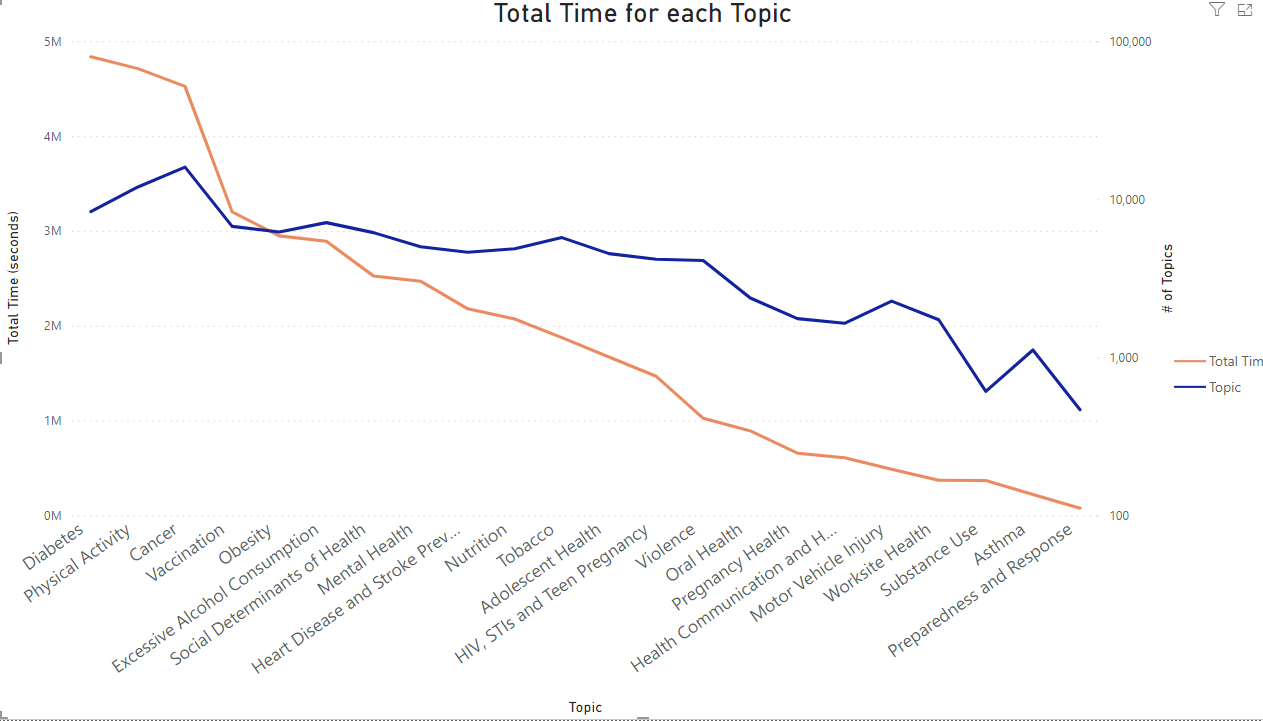 Total Time for each Topic
Total Time (seconds)
5M
4M
3M
2M
1M
0M
100,000
10,000
1,000
100
# of Topics
Total Tim
Topic
Diabetes
Physical Activity
Cancer
Vaccination
Obesity
Excessive Alcohol Consumption
Social Determinants of Health
Mental Health
Heart Disease and Stroke Prev...
Nutrition
Tobacco
Adolescent Health
HIV, STIs and Teen Pregnancy
Violence
Oral Health
Pregnancy Health
Health Communication and H...
Motor Vehicle Injury
Worksite Health
Substance Use
Asthma
Preparedness and Response
Topic